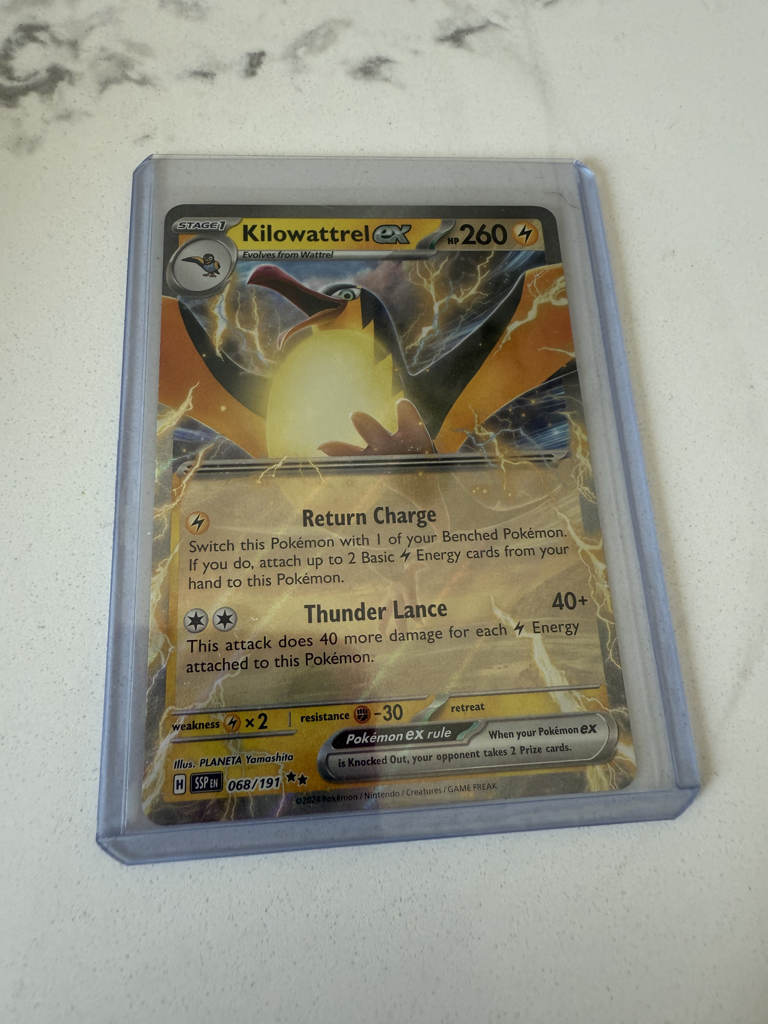 STAGE 1
Kilowattrel ex HP 260
Evolves from Wattrel
Return Charge
Switch this Pokémon with 1 of your Benched Pokémon.
If you do, attach up to 2 Basic Energy cards from your
hand to this Pokémon.
Thunder Lance 40+
This attack does 40 more damage for each Energy
attached to this Pokémon.
weakness ×2 resistance -30 retreat
Pokémon ex rule When your Pokémon ex
is Knocked Out, your opponent takes 2 Prize cards.
Illus. PLANETA Yamashita
H SSP EN 068/191
©2024 Pokémon / Nintendo / Creatures / GAME FREAK